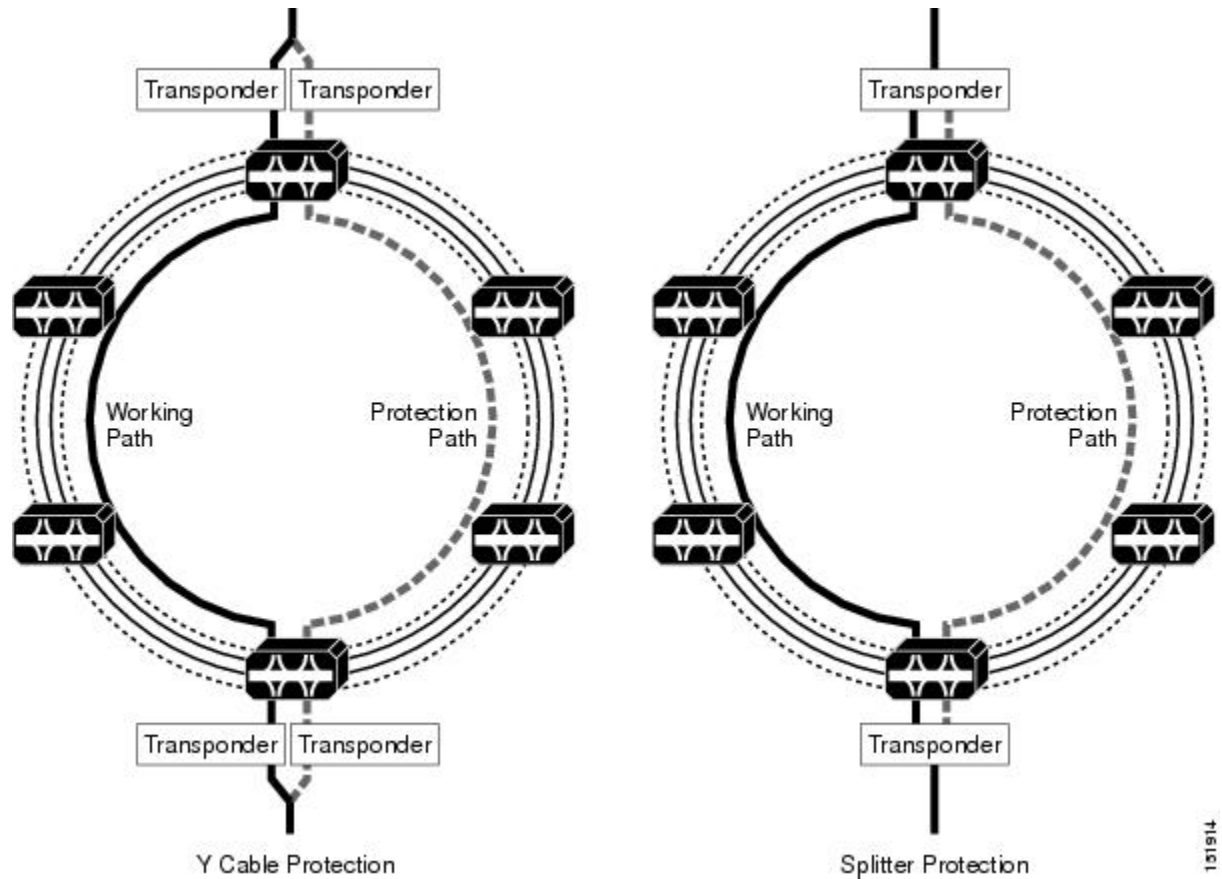 Transponder
Transponder
Working
Path
Protection
Path
Transponder
Transponder
Y Cable Protection
Transponder
Working
Path
Protection
Path
Transponder
Splitter Protection
151914